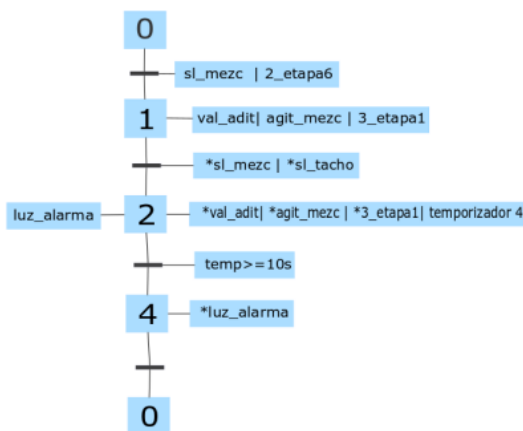 0
sl_mezc | 2_etapa6
1
val_adit| agit_mezc | 3_etapa1
*sl_mezc | *sl_tacho
luz_alarma
2
*val_adit| *agit_mezc | *3_etapa1| temporizador 4
temp>=10s
4
*luz_alarma
0